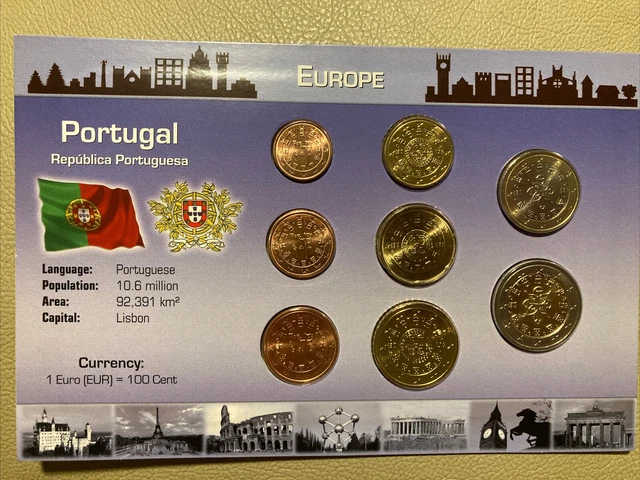 EUROPE
Portugal
República Portuguesa
Language: Portuguese
Population: 10.6 million
Area: 92,391 km²
Capital: Lisbon
Currency:
1 Euro (EUR) = 100 Cent